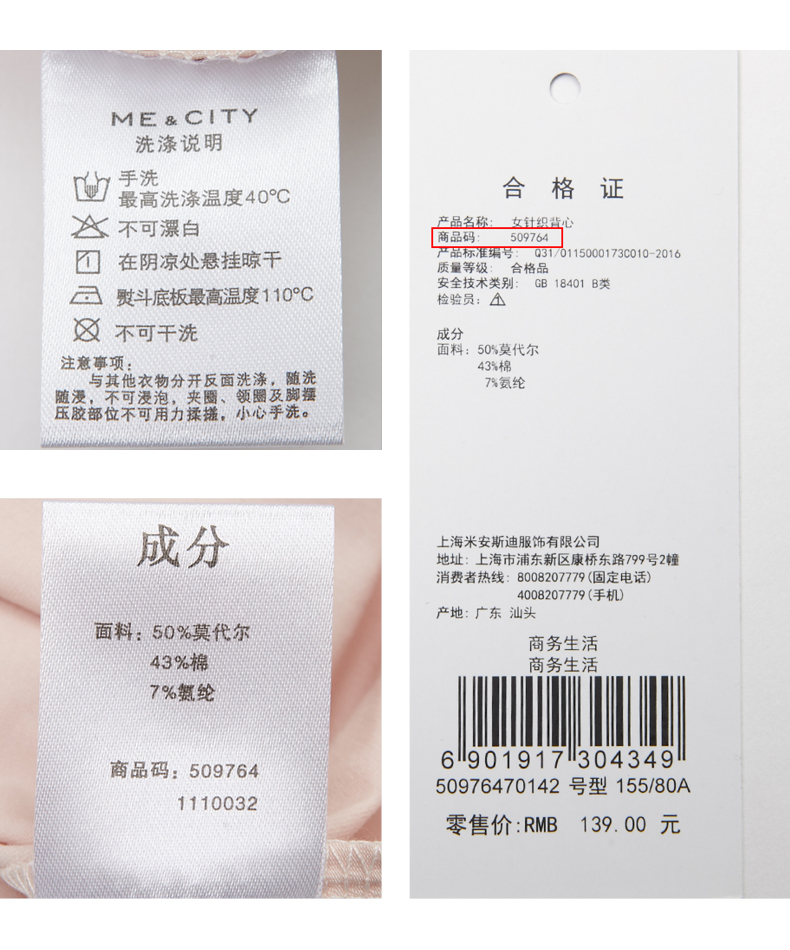 ME&CITY
洗涤说明
手洗
最高洗涤温度40℃
不可漂白
在阴凉处悬挂晾干
熨斗底板最高温度110℃
不可干洗
注意事项：
与其他衣物分开反面洗涤，随洗
随浸，不可浸泡，夹圈、领圈及脚摆
压胶部位不可用力揉搓，小心手洗。
成分
面料：50%莫代尔
43%棉
7%氨纶
商品码：509764
1110032
合 格 证
产品名称： 女针织背心
商品码： 509764
产品标准编号： Q31/0115000173C010-2016
质量等级： 合格品
安全技术类别： GB 18401 B类
检验员：
成分
面料：50%莫代尔
43%棉
7%氨纶
上海米安斯迪服饰有限公司
地址：上海市浦东新区康桥东路799号2幢
消费者热线：8008207779(固定电话)
4008207779(手机)
产地：广东 汕头
商务生活
商务生活
6 901917 304349
50976470142 号型 155/80A
零售价:RMB 139.00 元